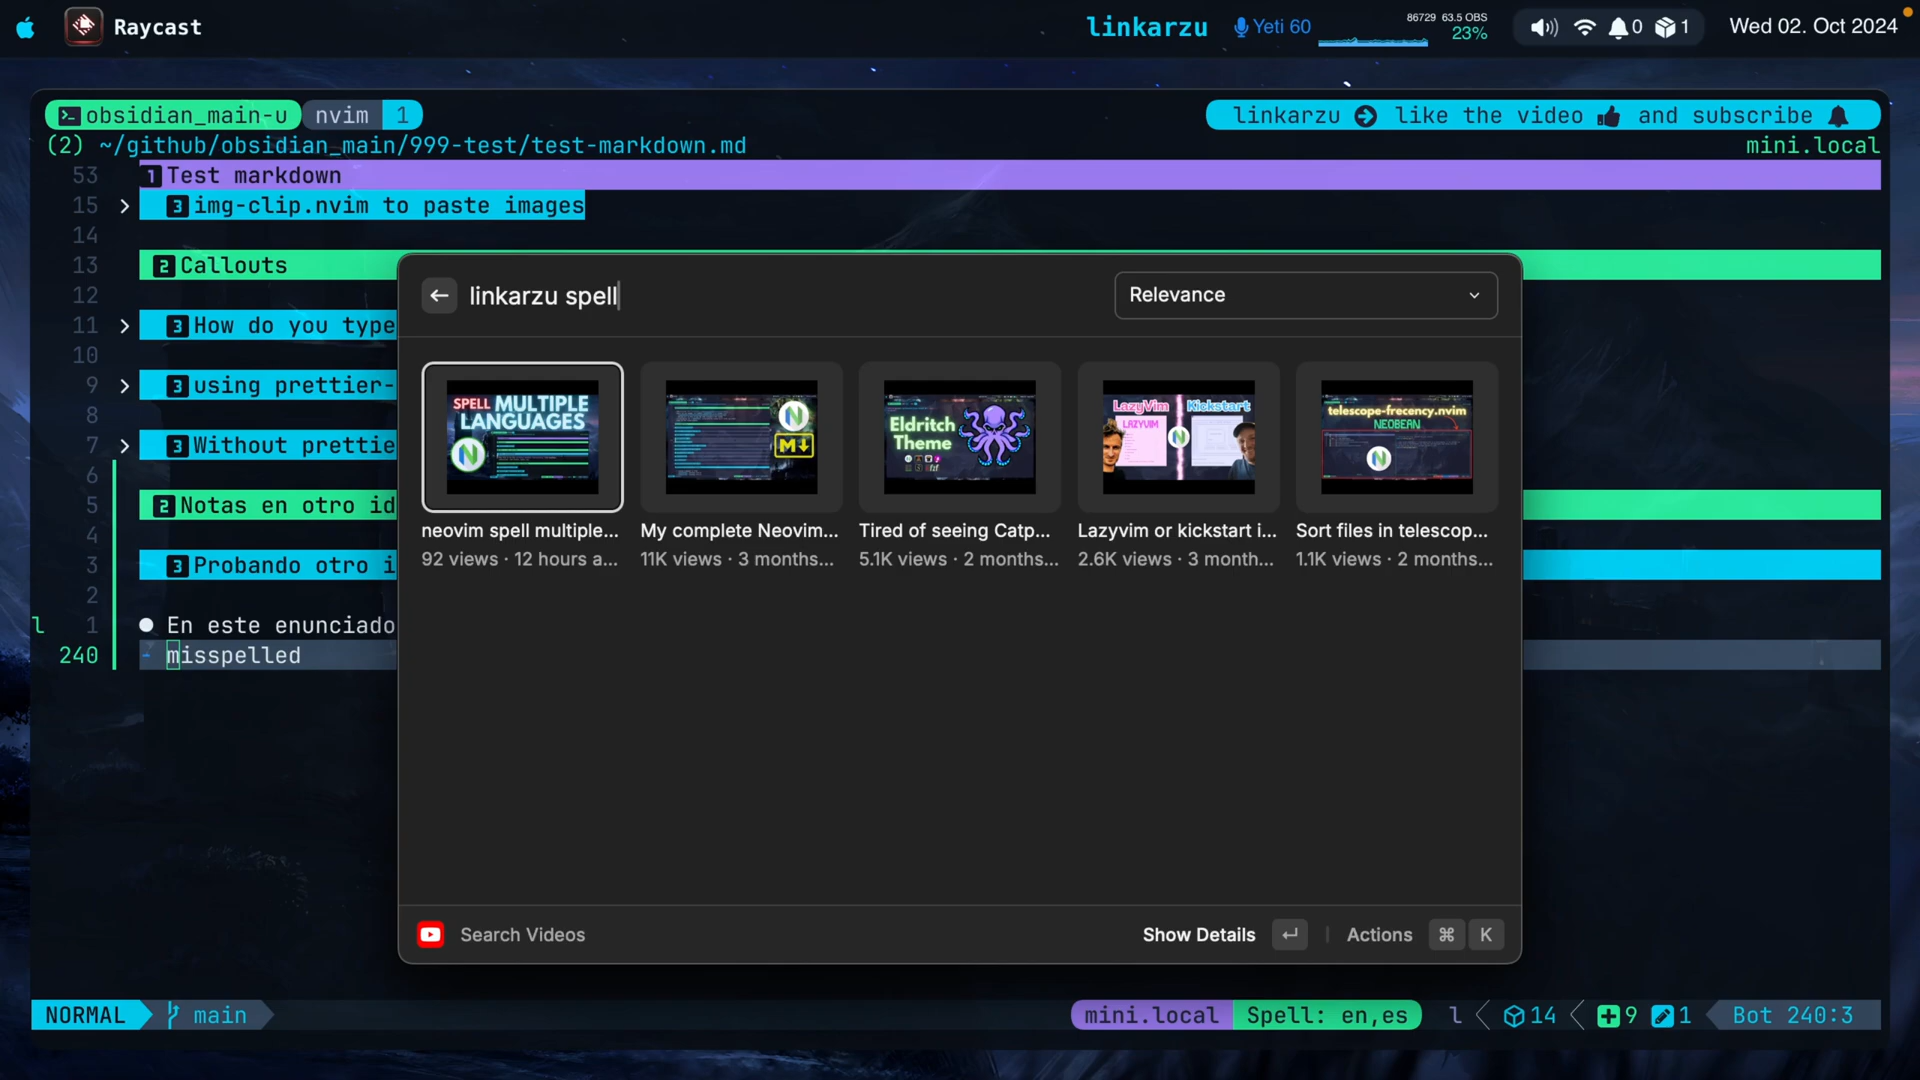 Raycast
linkarzu
Yeti 60
86729 63.5 OBS
23%
0
1
Wed 02. Oct 2024
obsidian_main-u nvim 1
linkarzu like the video and subscribe
(2) ~/github/obsidian_main/999-test/test-markdown.md
mini.local
53 1 Test markdown
15 3 img-clip.nvim to paste images
14
13 2 Callouts
12
11 3 How do you type
10
9 3 using prettier-
8
7 3 Without prettie
6
5 2 Notas en otro id
4
3 3 Probando otro i
2
l 1 En este enunciado
240 - misspelled
linkarzu spell
Relevance
SPELL MULTIPLE
LANGUAGES
N
neovim spell multiple...
92 views · 12 hours a...
N
M
My complete Neovim...
11K views · 3 months...
Eldritch
Theme
Tired of seeing Catp...
5.1K views · 2 months...
LazyVim Kickstart
LAZYVIM
N
Lazyvim or kickstart i...
2.6K views · 3 month...
telescope-frecency.nvim
NEOBEAN
N
Sort files in telescop...
1.1K views · 2 months...
Search Videos
Show Details
Actions ⌘ K
NORMAL main
mini.local Spell: en,es l 14 9 1 Bot 240:3